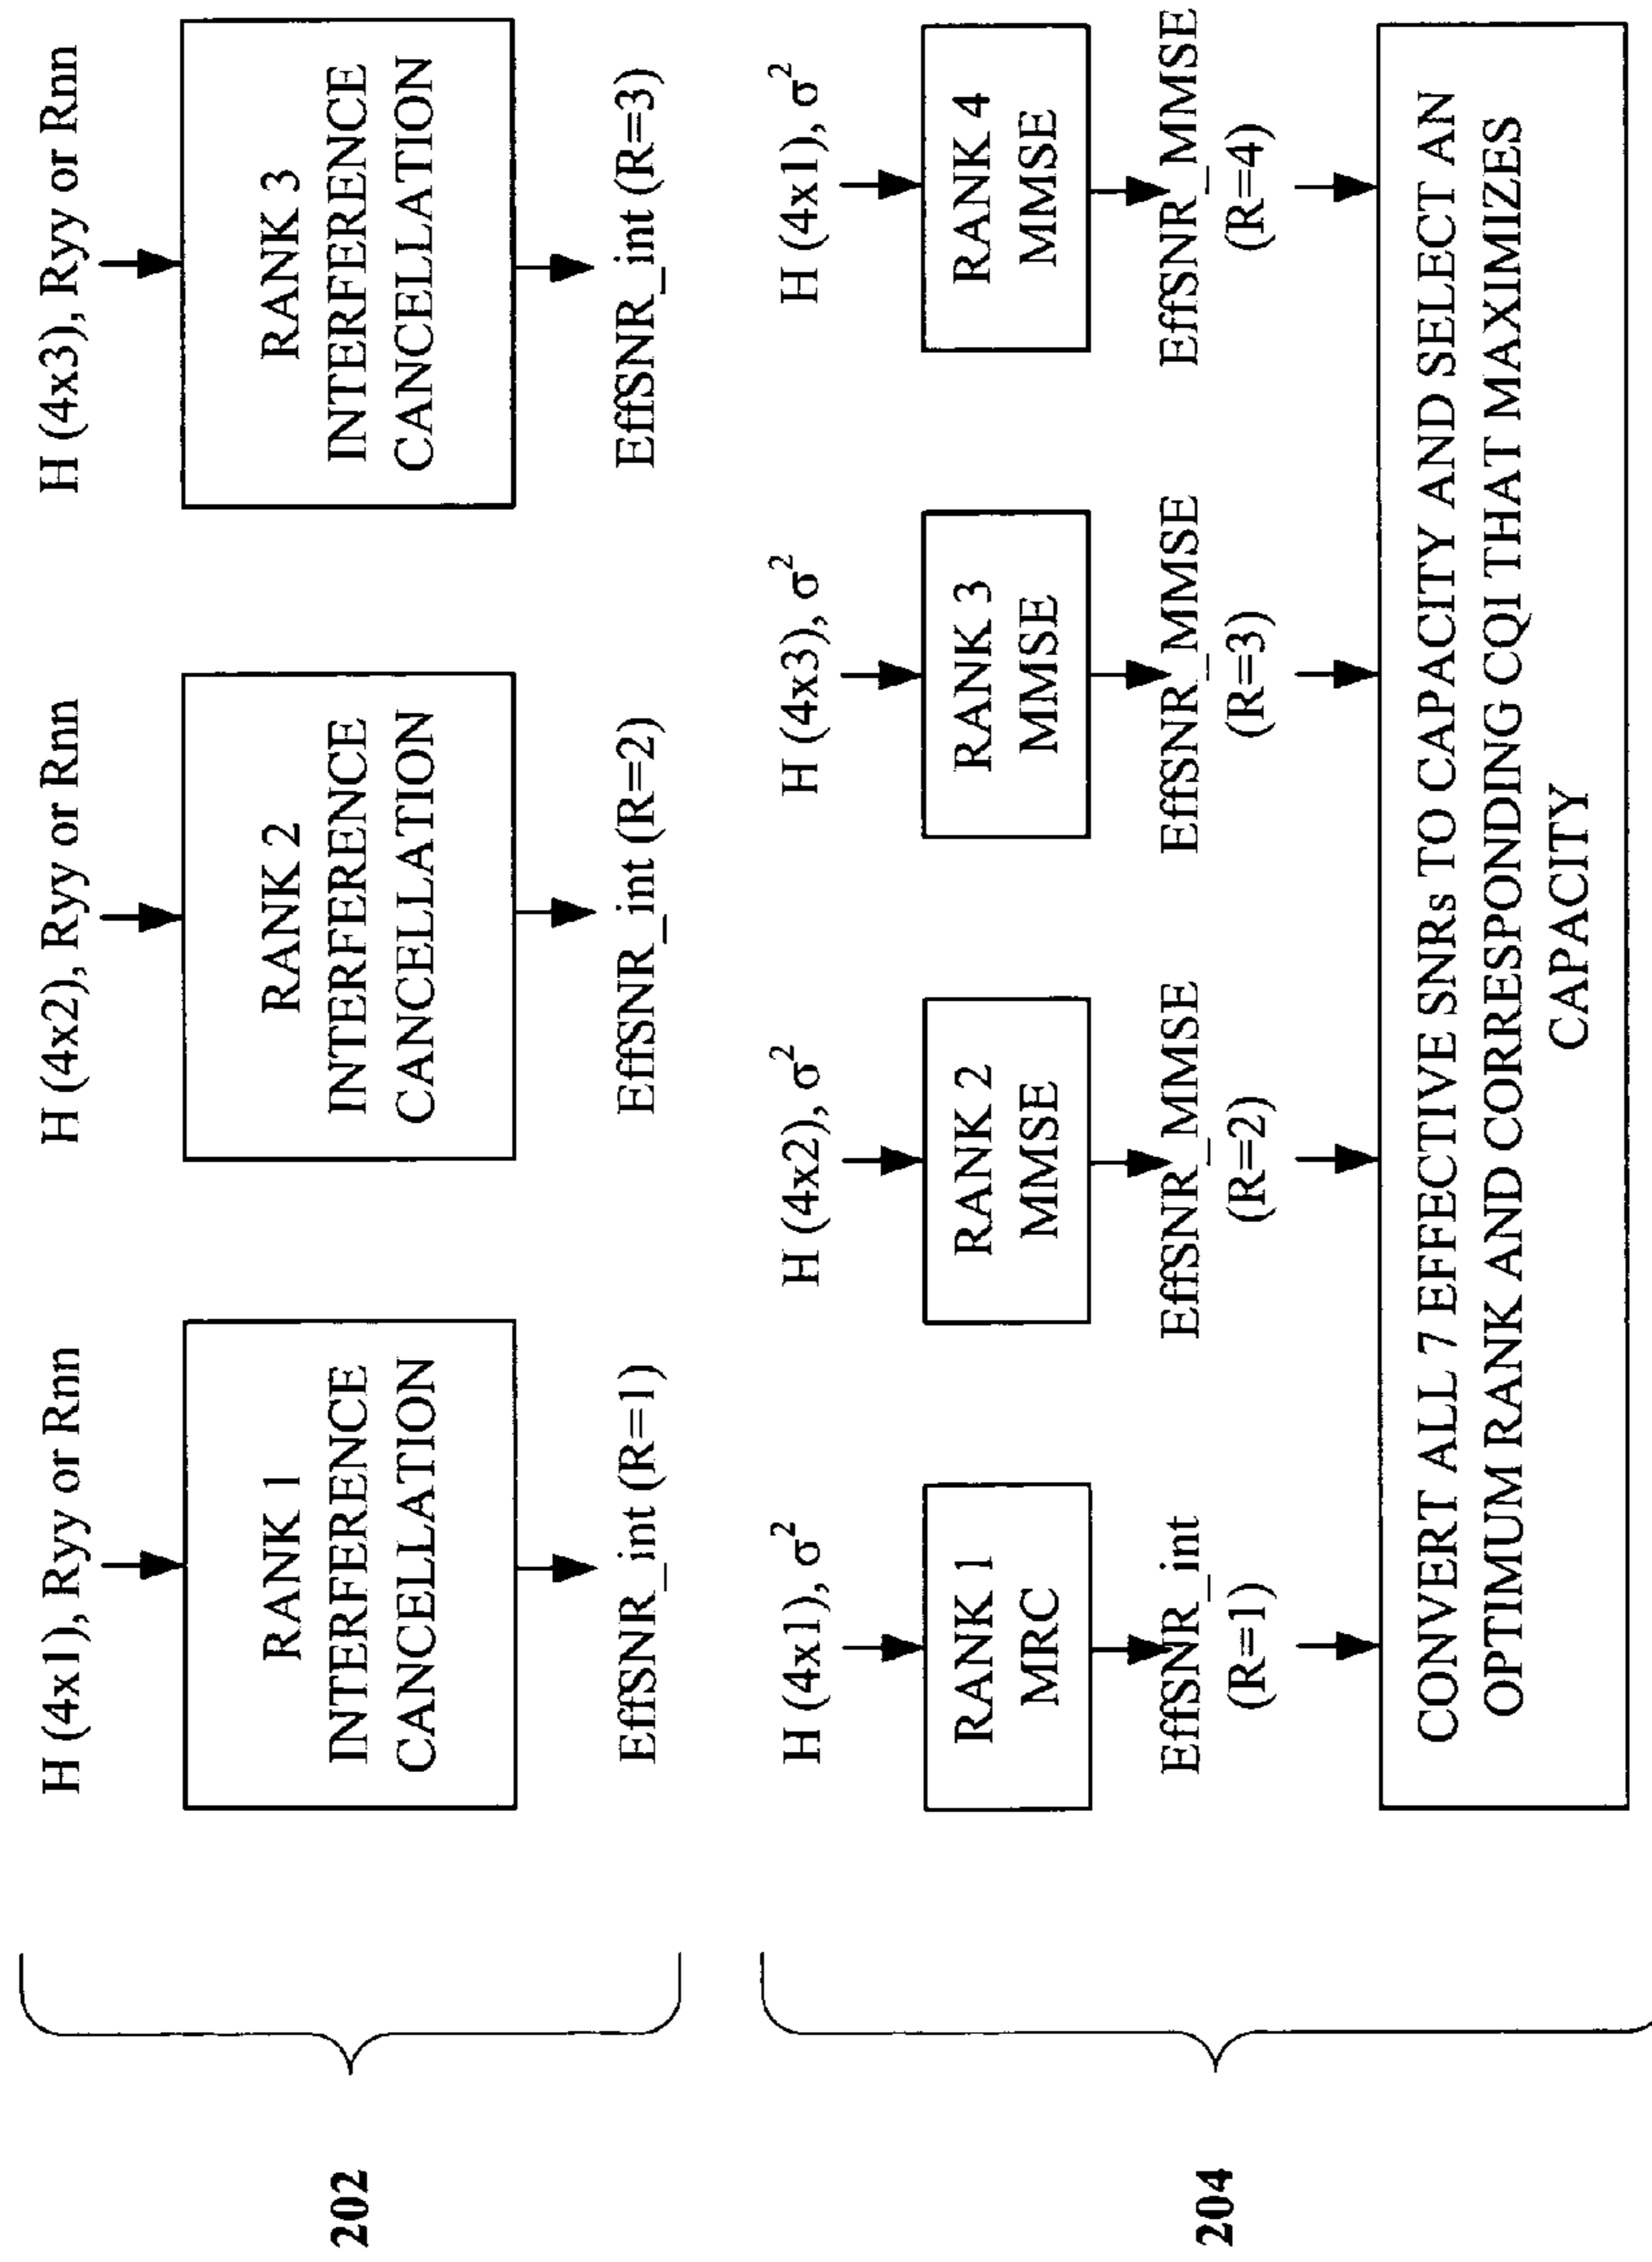 202
H (4x1), Ryy or Rnn
RANK 1
INTERFERENCE
CANCELLATION
EffSNR_int (R=1)
H (4x2), Ryy or Rnn
RANK 2
INTERFERENCE
CANCELLATION
EffSNR_int (R=2)
H (4x3), Ryy or Rnn
RANK 3
INTERFERENCE
CANCELLATION
EffSNR_int (R=3)
204
H (4x1), σ²
RANK 1
MRC
EffSNR_int
(R=1)
H (4x2), σ²
RANK 2
MMSE
EffSNR_MMSE
(R=2)
H (4x3), σ²
RANK 3
MMSE
EffSNR_MMSE
(R=3)
H (4x1), σ²
RANK 4
MMSE
EffSNR_MMSE
(R=4)
CONVERT ALL 7 EFFECTIVE SNRs TO CAPACITY AND SELECT AN
OPTIMUM RANK AND CORRESPONDING CQI THAT MAXIMIZES
CAPACITY